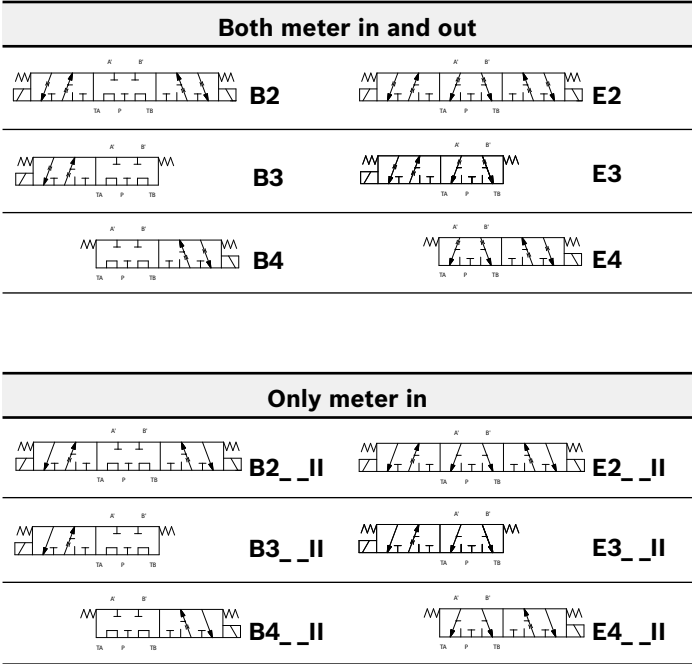 Both meter in and out
A' B'
A' B'
B2
E2
TA P TB
TA P TB
A' B'
A' B'
B3
E3
TA P TB
TA P TB
A' B'
A' B'
B4
E4
TA P TB
TA P TB
Only meter in
A' B'
A' B'
B2_ _II
E2_ _II
TA P TB
TA P TB
A' B'
A' B'
B3_ _II
E3_ _II
TA P TB
TA P TB
A' B'
A' B'
B4_ _II
E4_ _II
TA P TB
TA P TB